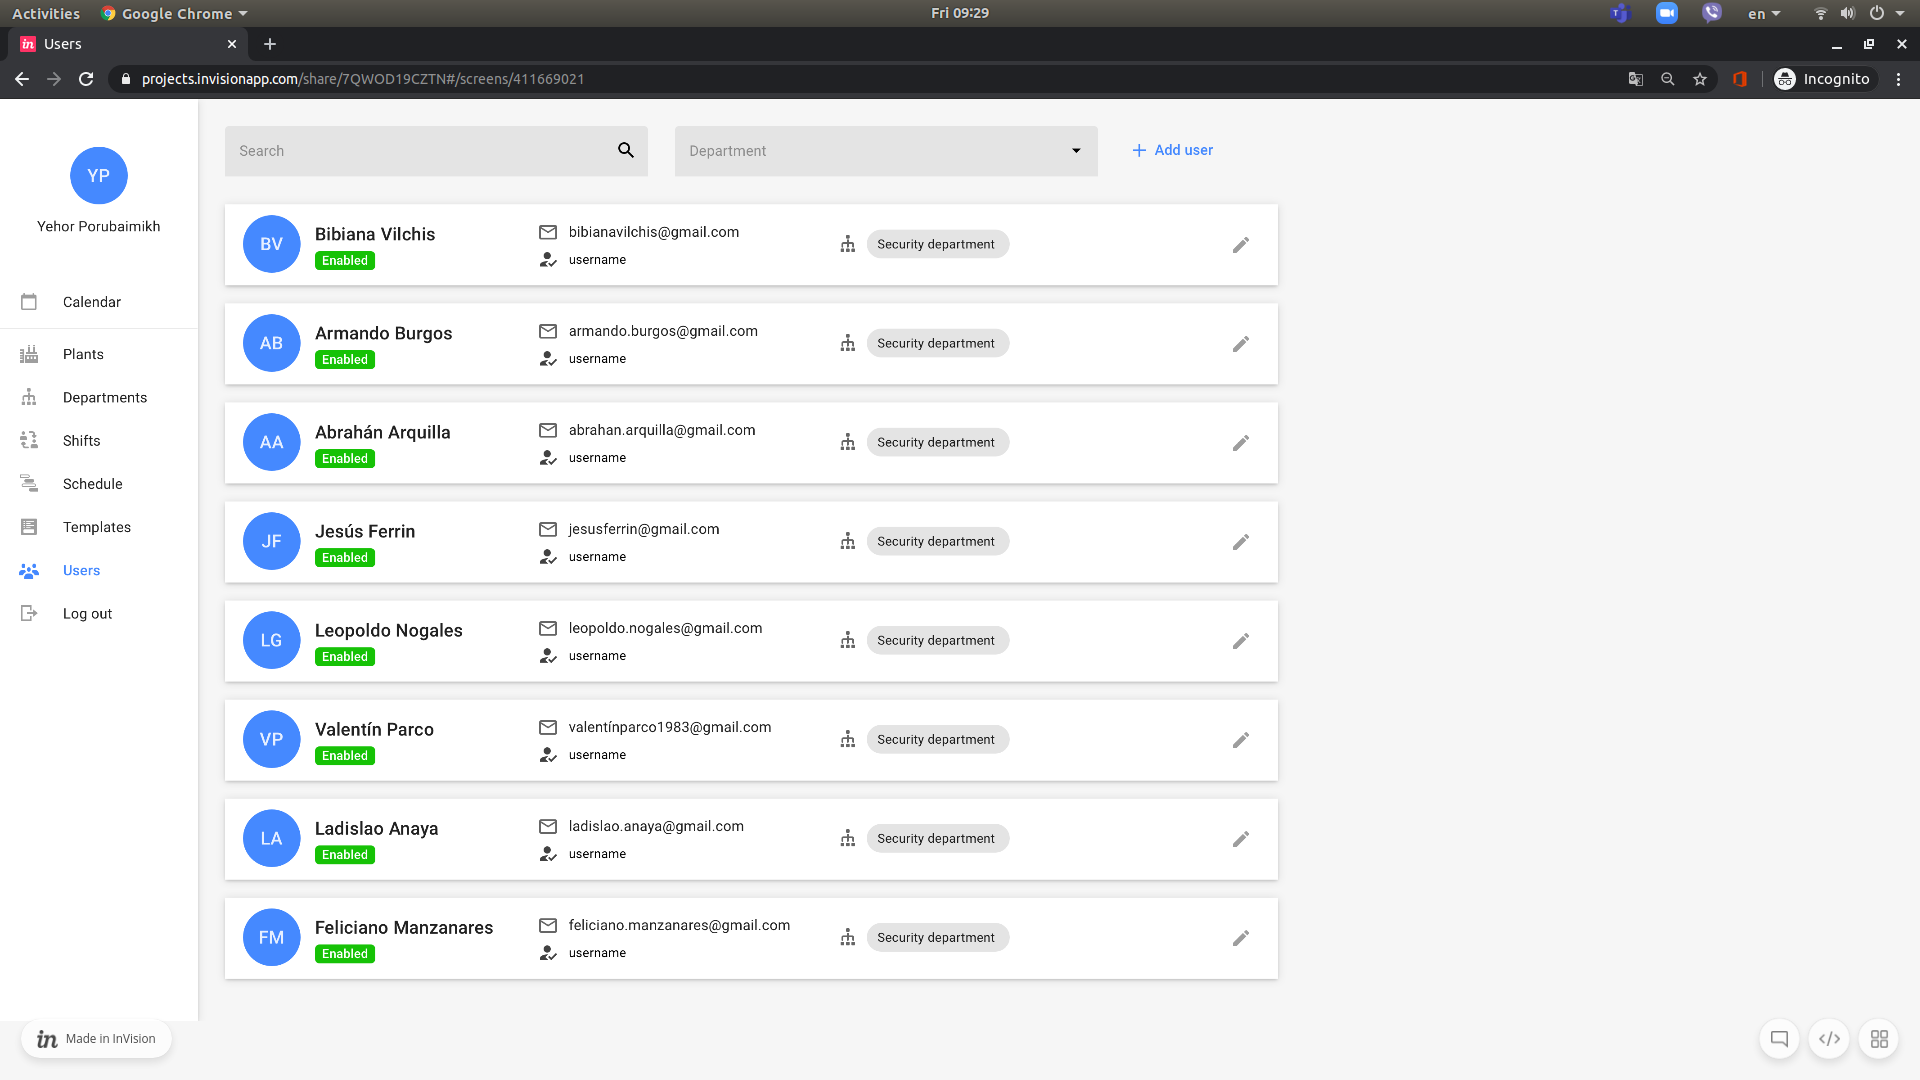 Activities
Google Chrome
Fri 09:29
en
in Users
projects.invisionapp.com/share/7QWOD19CZTN#/screens/411669021
Incognito
YP
Yehor Porubaimikh
Calendar
Plants
Departments
Shifts
Schedule
Templates
Users
Log out
Search
Department
Add user
BV
Bibiana Vilchis
Enabled
bibianavilchis@gmail.com
username
Security department
AB
Armando Burgos
Enabled
armando.burgos@gmail.com
username
Security department
AA
Abrahán Arquilla
Enabled
abrahan.arquilla@gmail.com
username
Security department
JF
Jesús Ferrin
Enabled
jesusferrin@gmail.com
username
Security department
LG
Leopoldo Nogales
Enabled
leopoldo.nogales@gmail.com
username
Security department
VP
Valentín Parco
Enabled
valentínparco1983@gmail.com
username
Security department
LA
Ladislao Anaya
Enabled
ladislao.anaya@gmail.com
username
Security department
FM
Feliciano Manzanares
Enabled
feliciano.manzanares@gmail.com
username
Security department
in Made in InVision